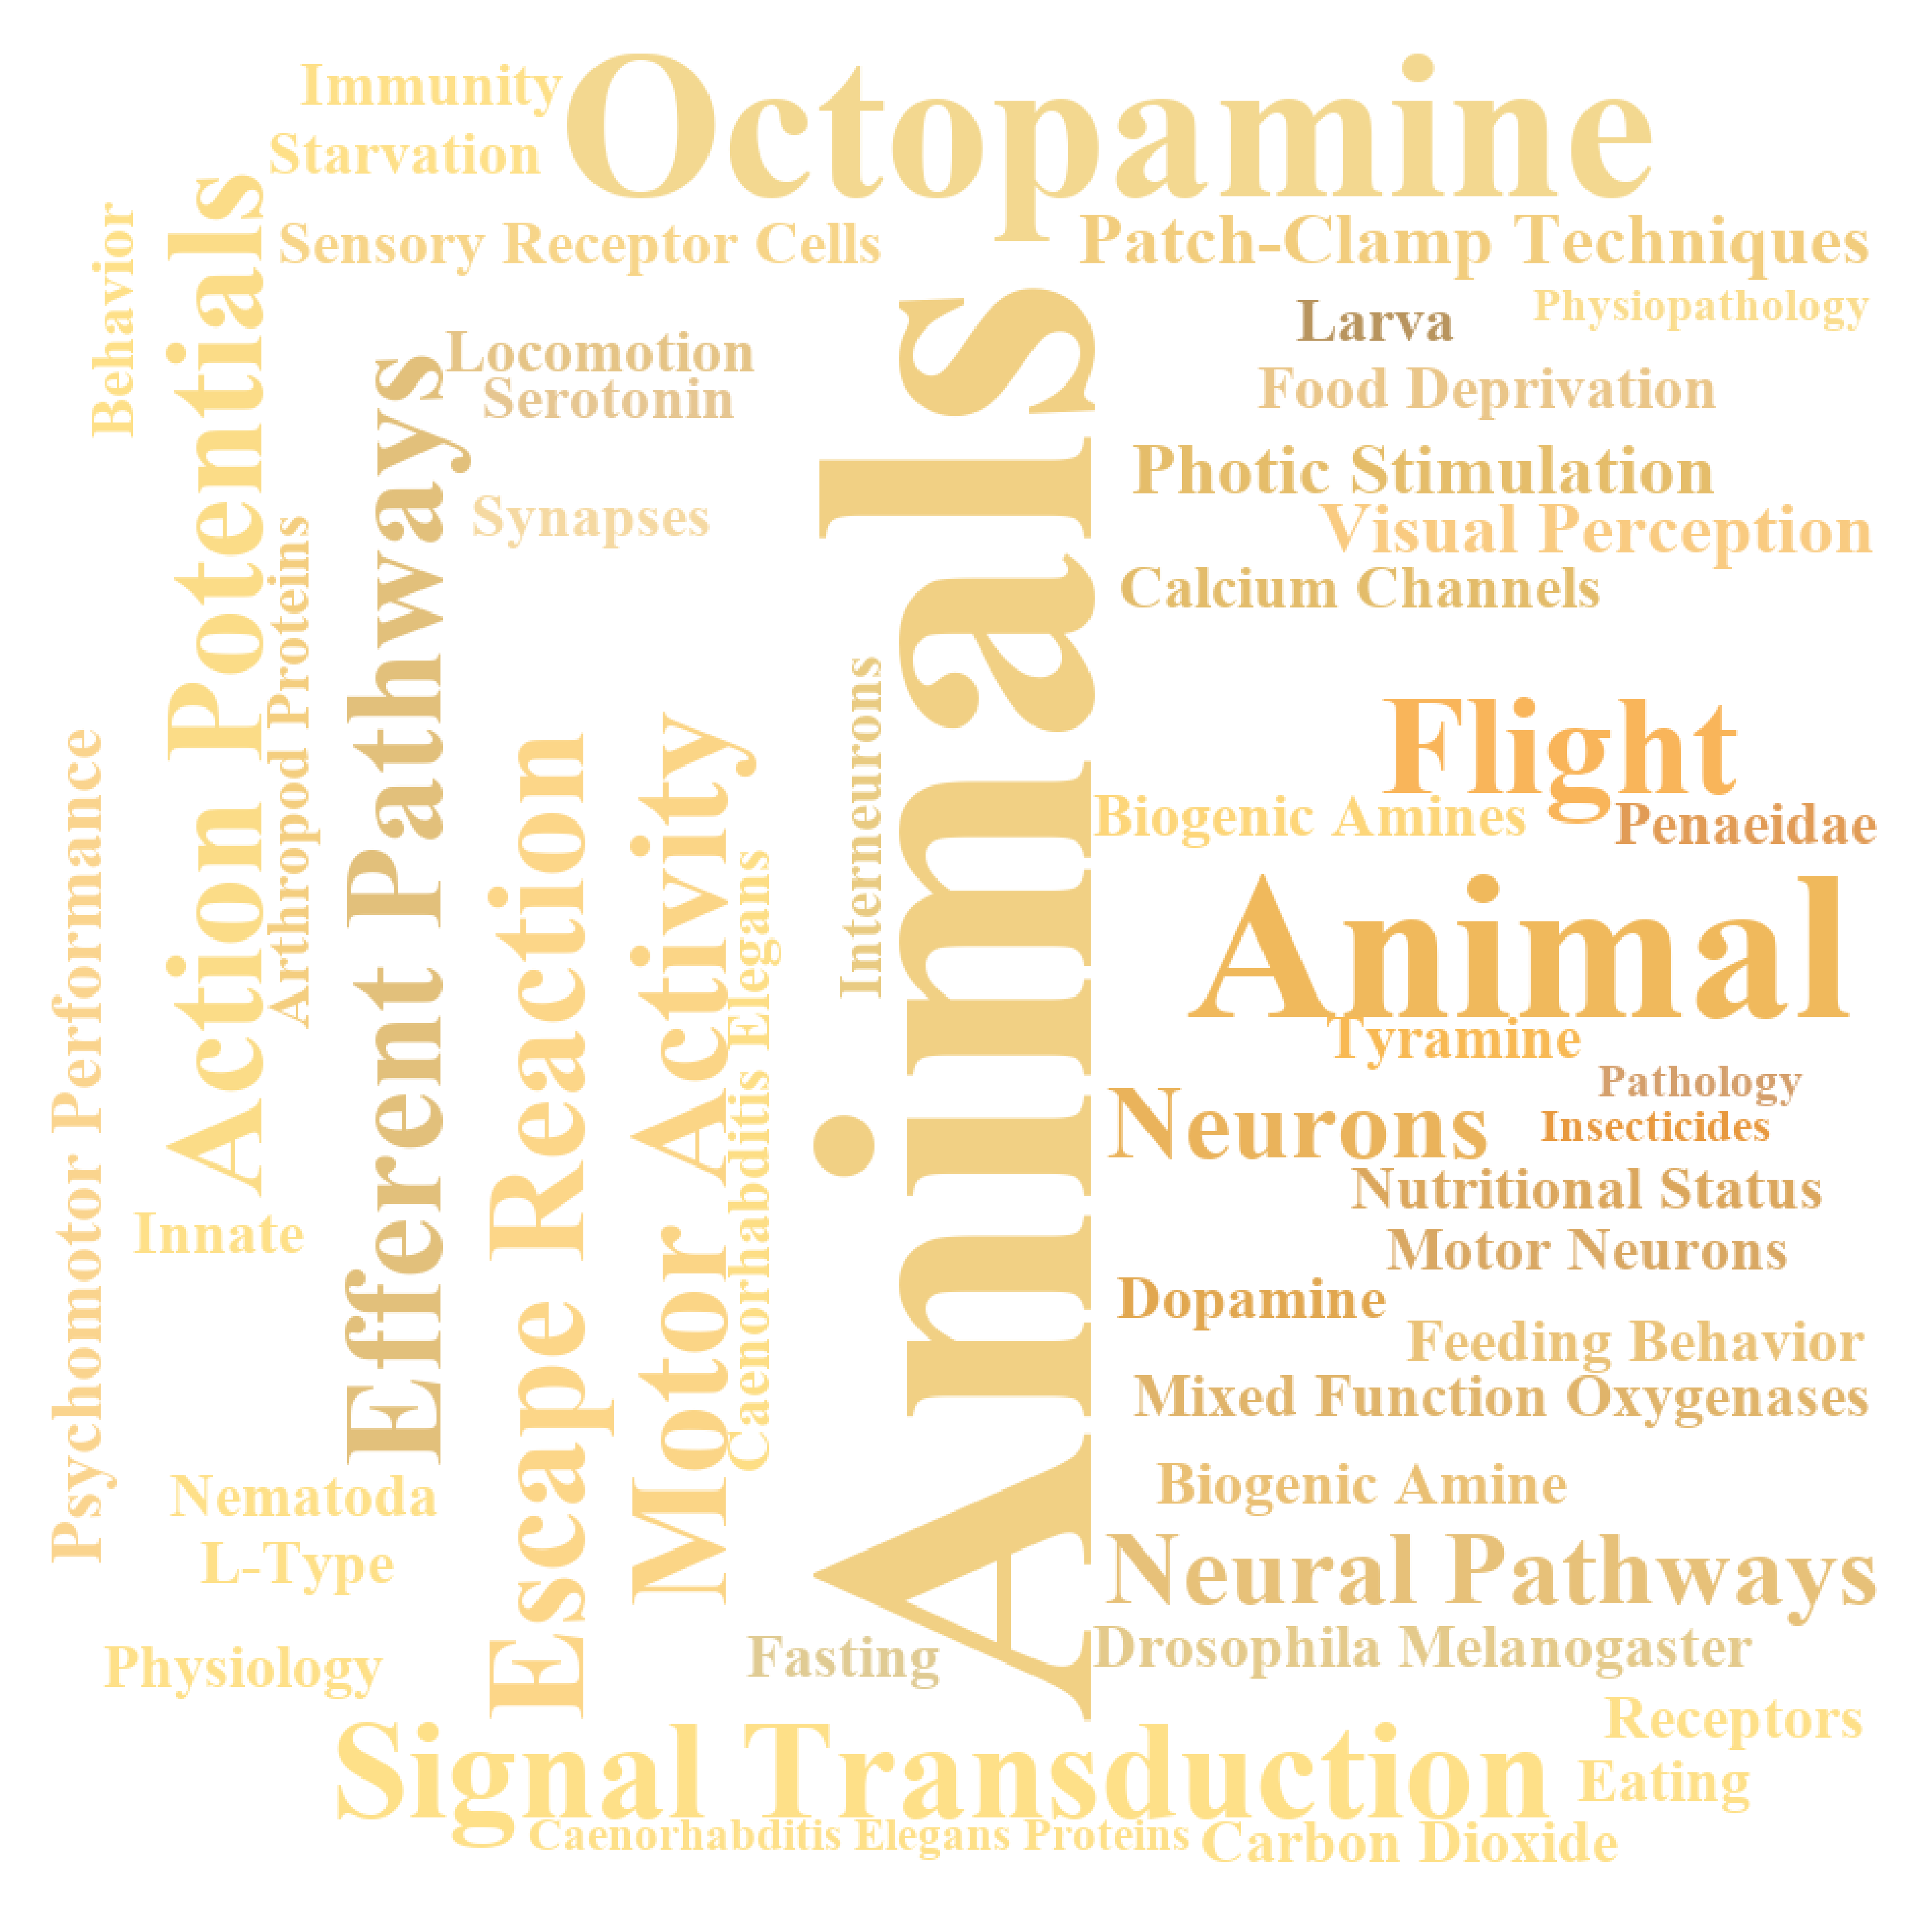 Immunity
Octopamine
Starvation
Sensory Receptor Cells
Patch-Clamp Techniques
Behavior
Action Potentials
Larva
Physiopathology
Locomotion
Serotonin
Food Deprivation
Efferent Pathways
Animals
Photic Stimulation
Synapses
Visual Perception
Arthropod Proteins
Calcium Channels
Interneurons
Flight
Psychomotor Performance
Escape Reaction
Motor Activity
Biogenic Amines
Penaeidae
Caenorhabditis Elegans
Animal
Tyramine
Pathology
Neurons
Insecticides
Nutritional Status
Innate
Motor Neurons
Dopamine
Feeding Behavior
Mixed Function Oxygenases
Nematoda
Biogenic Amine
L-Type
Neural Pathways
Physiology
Fasting
Drosophila Melanogaster
Receptors
Signal Transduction
Eating
Caenorhabditis Elegans Proteins
Carbon Dioxide